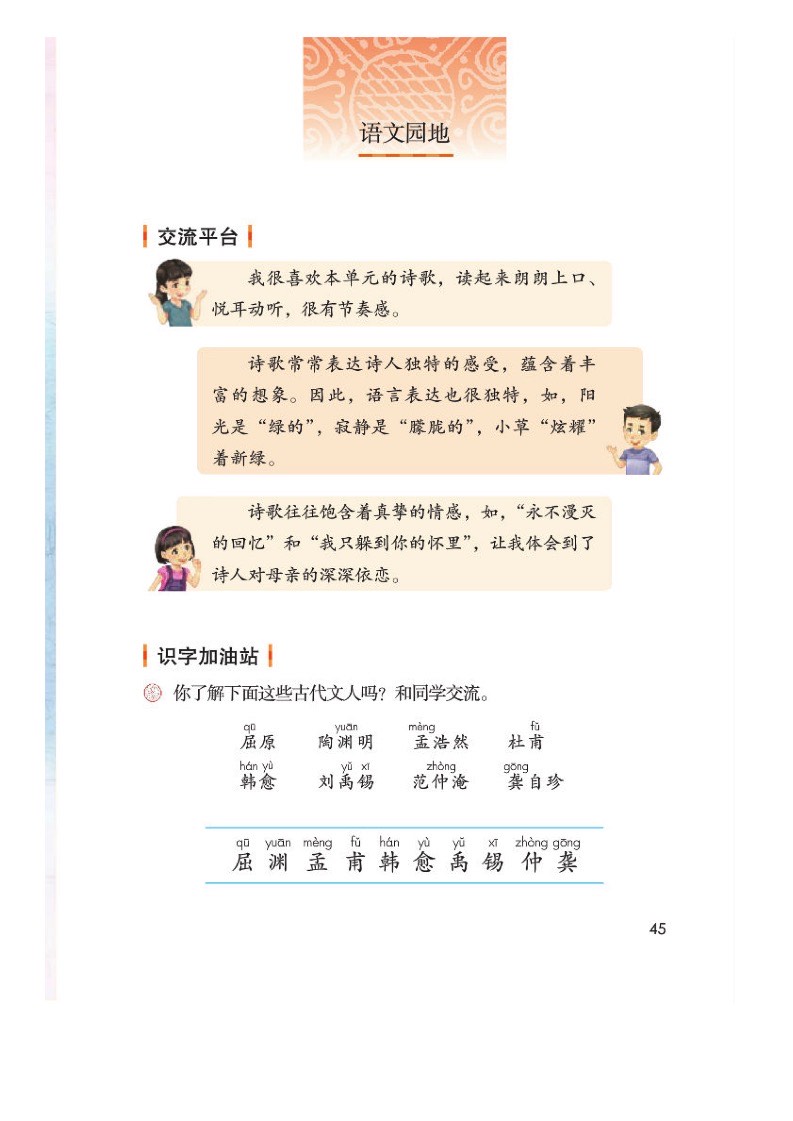 语文园地
交流平台
我很喜欢本单元的诗歌，读起来朗朗上口、
悦耳动听，很有节奏感。
诗歌常常表达诗人独特的感受，蕴含着丰
富的想象。因此，语言表达也很独特，如，阳
光是“绿的”，寂静是“朦胧的”，小草“炫耀”
着新绿。
诗歌往往饱含着真挚的情感，如，“永不漫灭
的回忆”和“我只躲到你的怀里”，让我体会到了
诗人对母亲的深深依恋。
识字加油站
你了解下面这些古代文人吗？和同学交流。
qū yuān mèng fǔ
屈原 陶渊明 孟浩然 杜甫
hán yù yǔ xī zhòng gōng
韩愈 刘禹锡 范仲淹 龚自珍
qū yuān mèng fǔ hán yù yǔ xī zhòng gōng
屈 渊 孟 甫 韩 愈 禹 锡 仲 龚
45